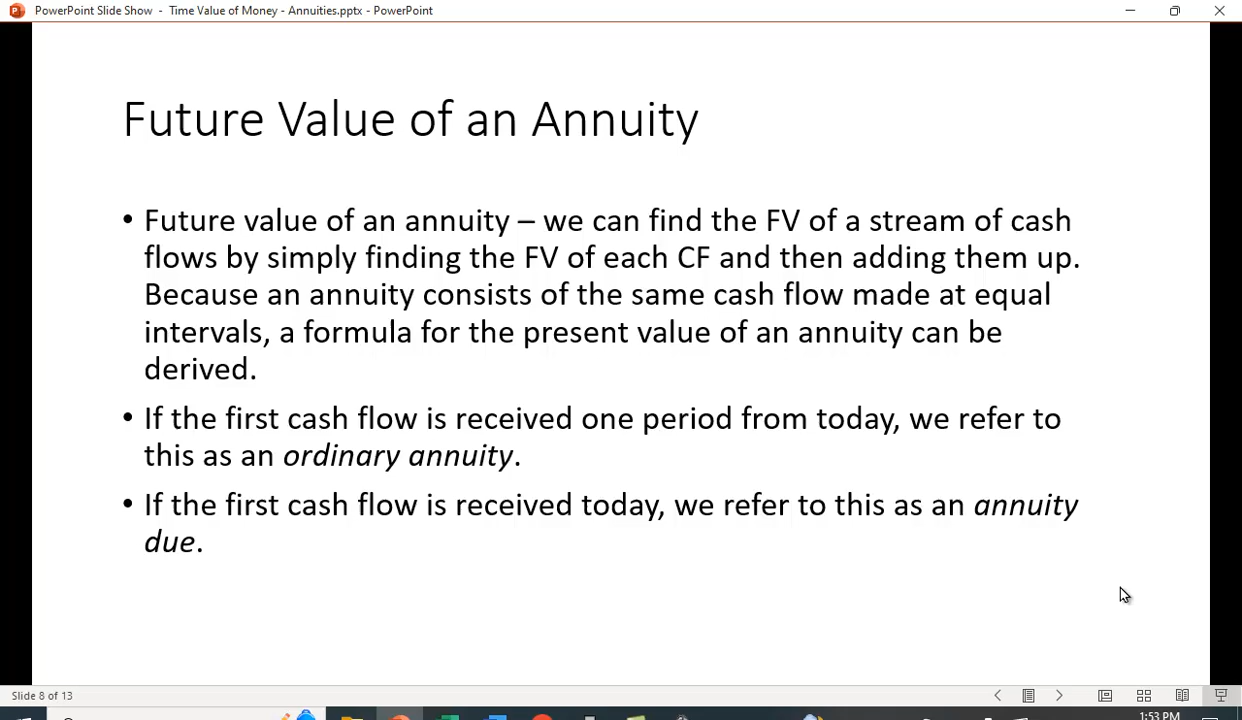 PowerPoint Slide Show - Time Value of Money - Annuities.pptx - PowerPoint
Future Value of an Annuity
• Future value of an annuity – we can find the FV of a stream of cash
flows by simply finding the FV of each CF and then adding them up.
Because an annuity consists of the same cash flow made at equal
intervals, a formula for the present value of an annuity can be
derived.
• If the first cash flow is received one period from today, we refer to
this as an ordinary annuity.
• If the first cash flow is received today, we refer to this as an annuity
due.
Slide 8 of 13
1:53 PM